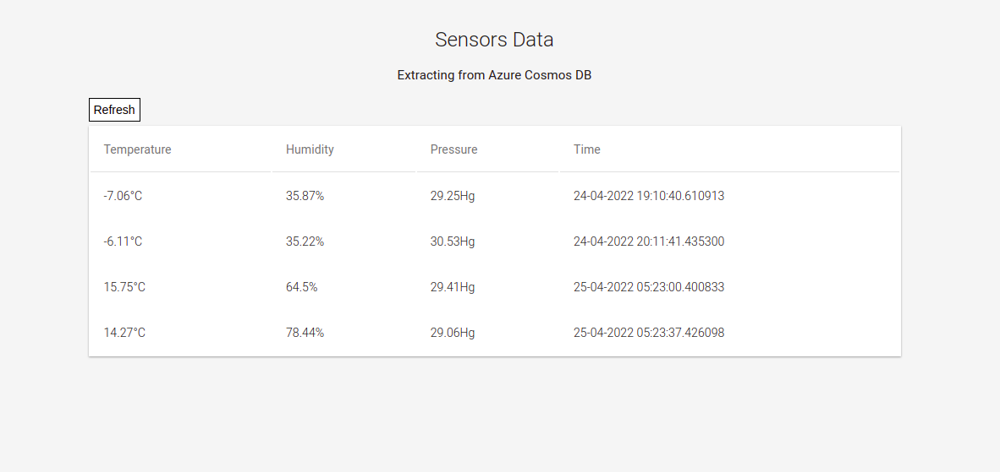 Sensors Data
Extracting from Azure Cosmos DB
Refresh
Temperature Humidity Pressure Time
-7.06°C 35.87% 29.25Hg 24-04-2022 19:10:40.610913
-6.11°C 35.22% 30.53Hg 24-04-2022 20:11:41.435300
15.75°C 64.5% 29.41Hg 25-04-2022 05:23:00.400833
14.27°C 78.44% 29.06Hg 25-04-2022 05:23:37.426098